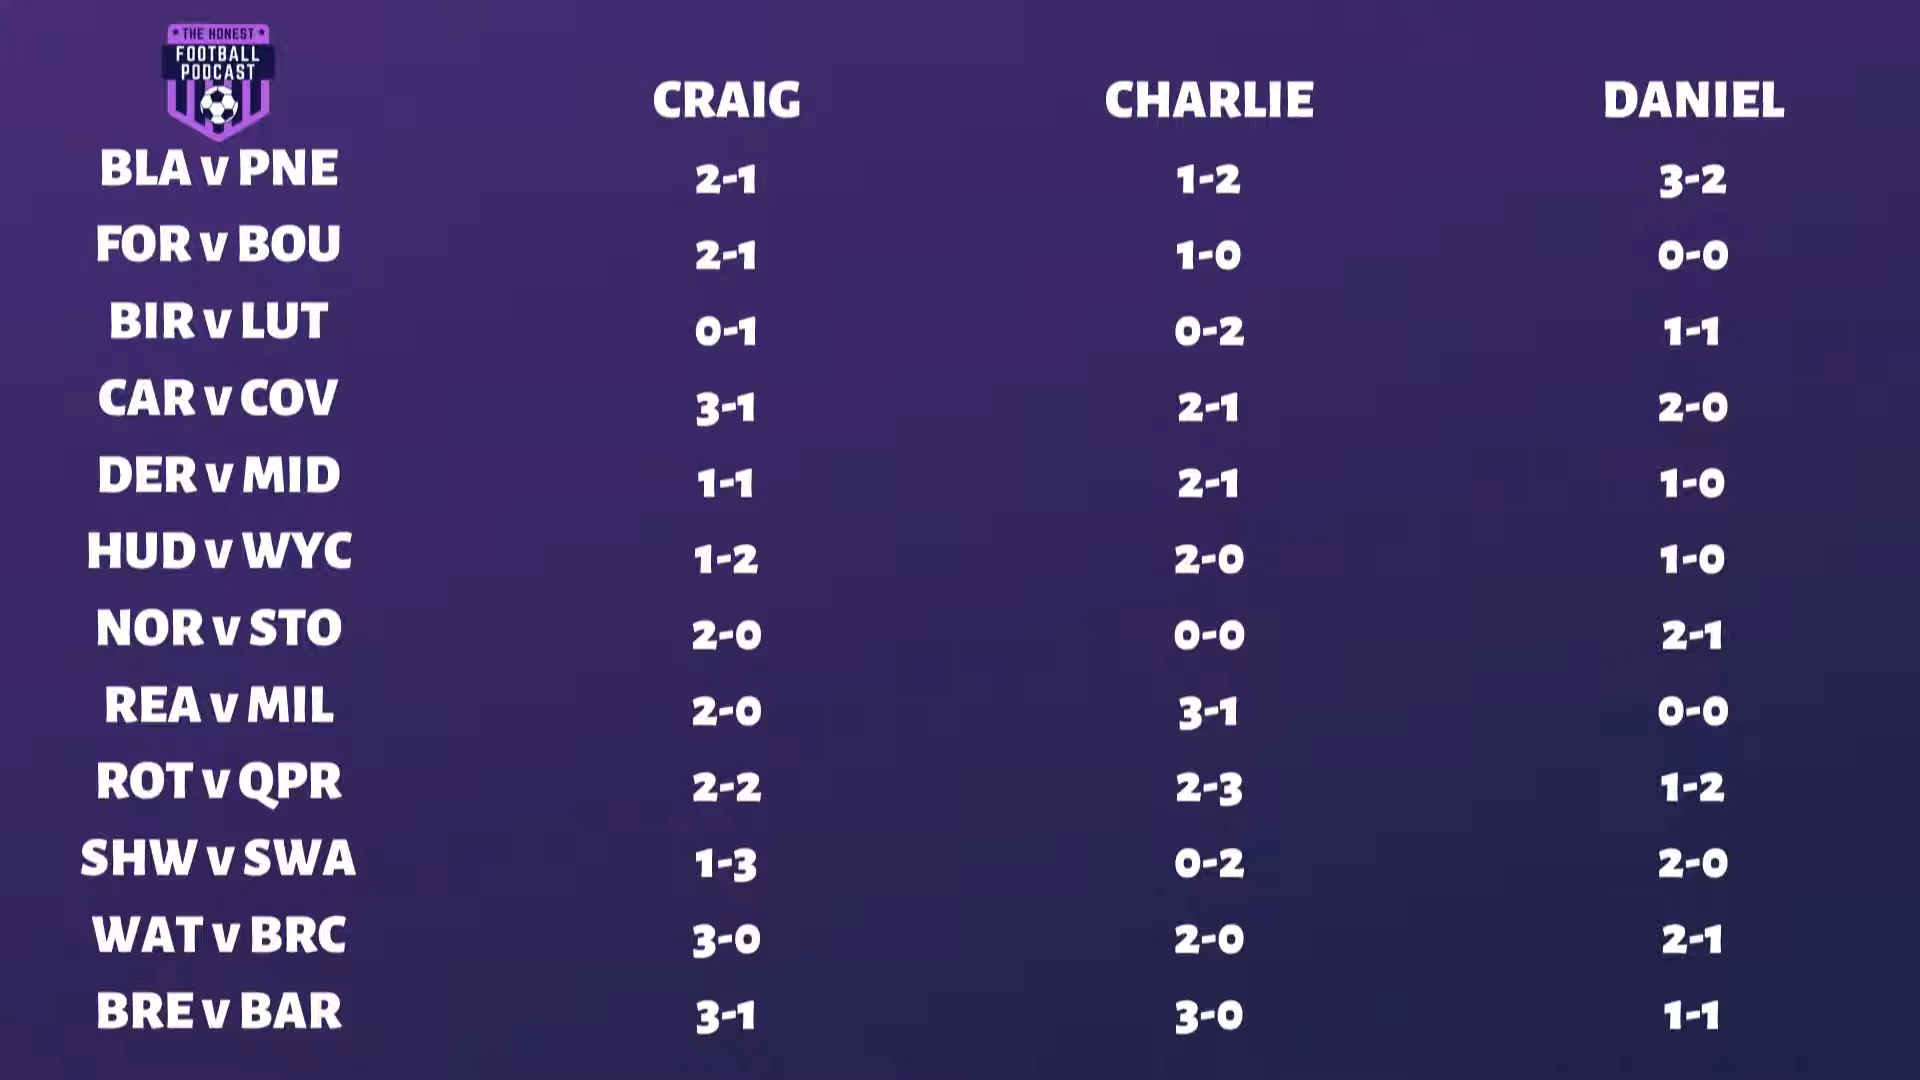 ★ THE HONEST ★
FOOTBALL
PODCAST
CRAIG CHARLIE DANIEL
BLA v PNE 2-1 1-2 3-2
FOR v BOU 2-1 1-0 0-0
BIR v LUT 0-1 0-2 1-1
CAR v COV 3-1 2-1 2-0
DER v MID 1-1 2-1 1-0
HUD v WYC 1-2 2-0 1-0
NOR v STO 2-0 0-0 2-1
REA v MIL 2-0 3-1 0-0
ROT v QPR 2-2 2-3 1-2
SHW v SWA 1-3 0-2 2-0
WAT v BRC 3-0 2-0 2-1
BRE v BAR 3-1 3-0 1-1